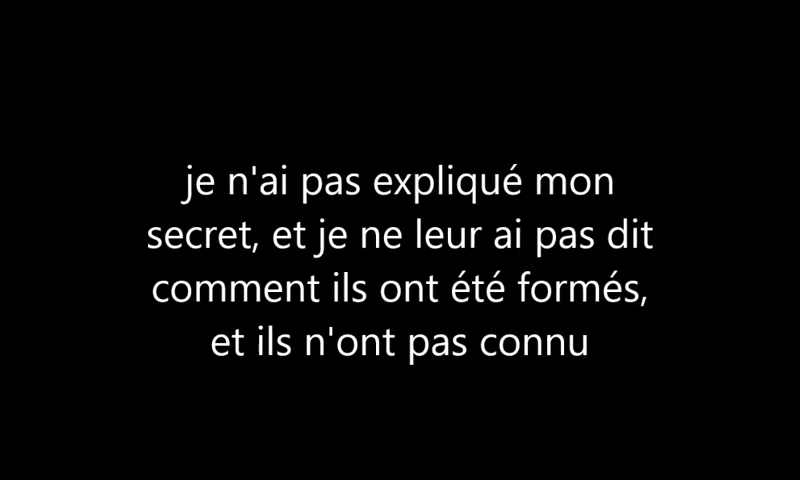 je n'ai pas expliqué mon
secret, et je ne leur ai pas dit
comment ils ont été formés,
et ils n'ont pas connu